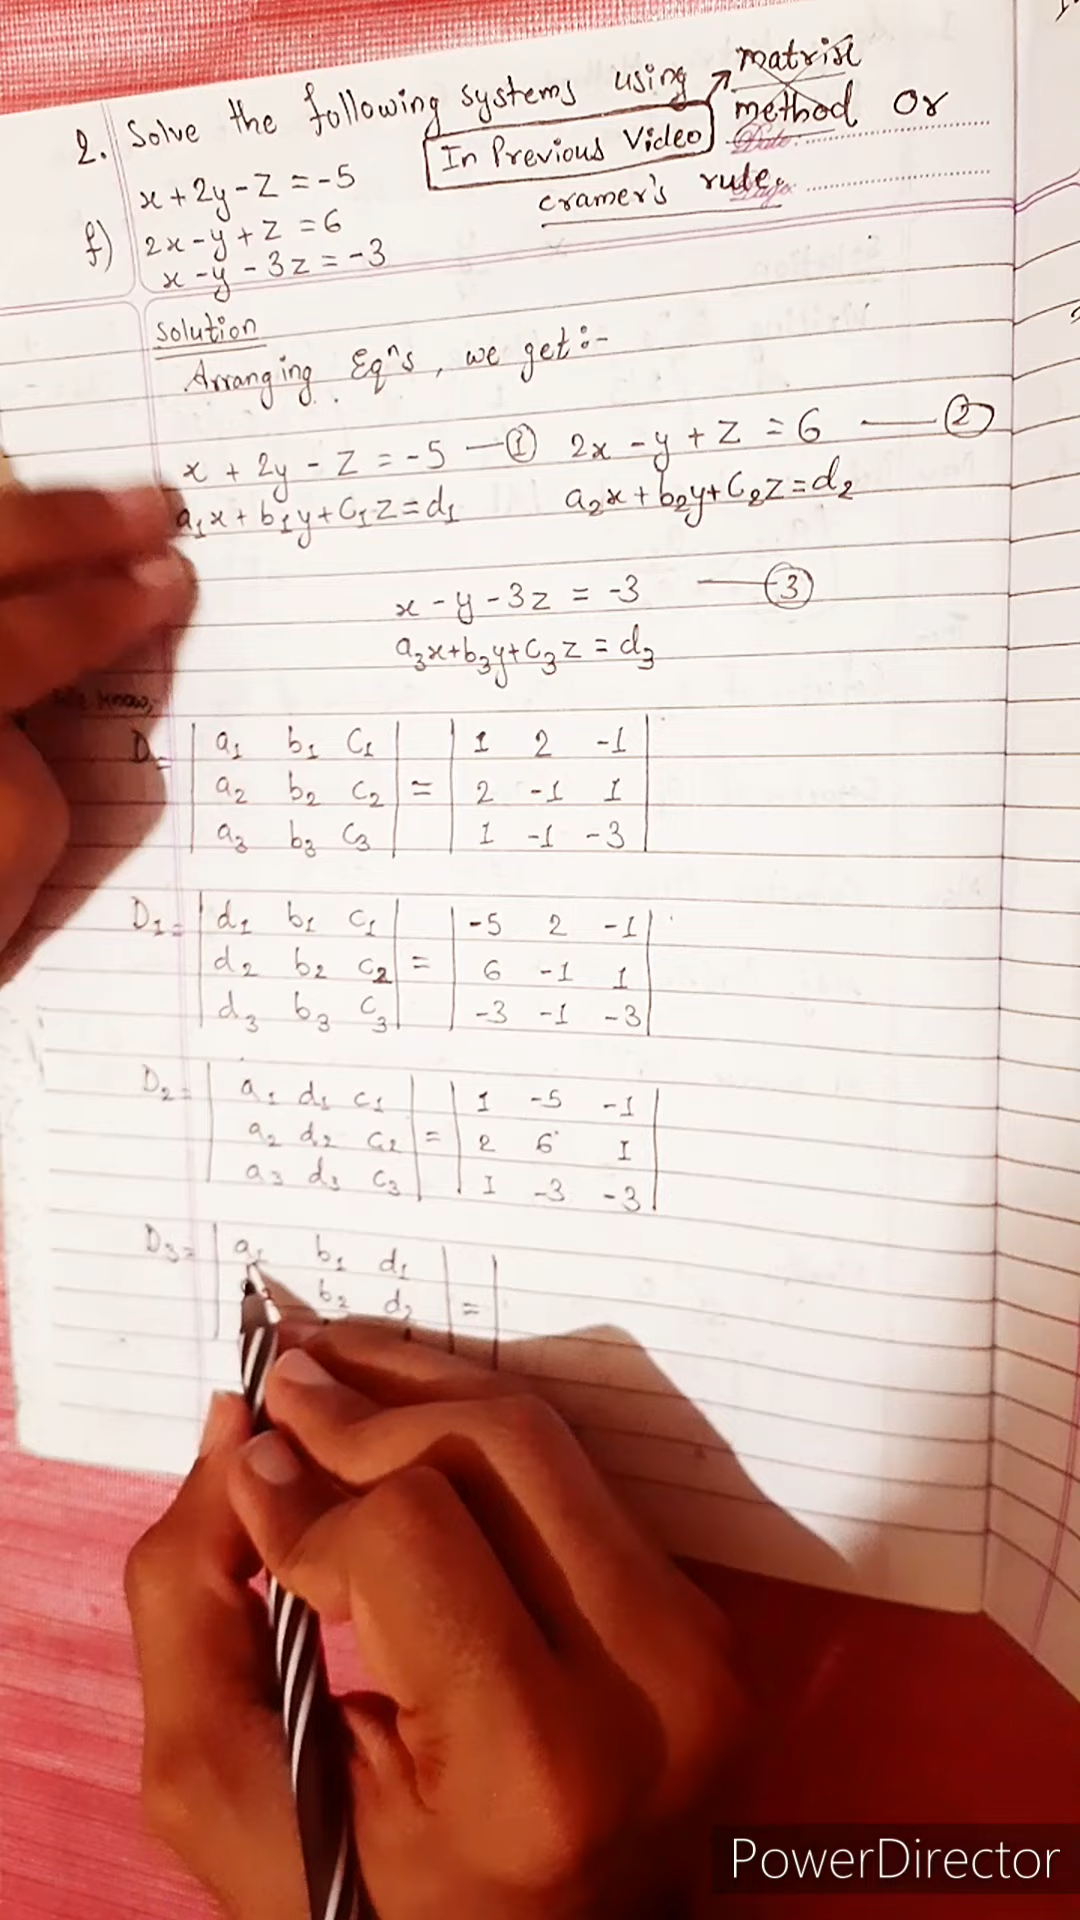 2. Solve the following systems using ↗ matrix
In Previous Video method or
cramer's rule.
f) x + 2y - z = -5
2x - y + z = 6
x - y - 3z = -3
Solution
Arranging Eqⁿs, we get:-
x + 2y - z = -5 —① 2x - y + z = 6 —②
a₁x + b₁y + c₁z = d₁ a₂x + b₂y + c₂z = d₂
x - y - 3z = -3 —③
a₃x + b₃y + c₃z = d₃
know,
D = | a₁ b₁ c₁ | | 1 2 -1 |
| a₂ b₂ c₂ | = | 2 -1 1 |
| a₃ b₃ c₃ | | 1 -1 -3 |
D₁ = | d₁ b₁ c₁ | | -5 2 -1 |
| d₂ b₂ c₂ | = | 6 -1 1 |
| d₃ b₃ c₃ | | -3 -1 -3 |
D₂ = | a₁ d₁ c₁ | | 1 -5 -1 |
| a₂ d₂ c₂ | = | 2 6 1 |
| a₃ d₃ c₃ | | 1 -3 -3 |
D₃ = | a₁ b₁ d₁ | |
| b₂ d₂ | = |
PowerDirector